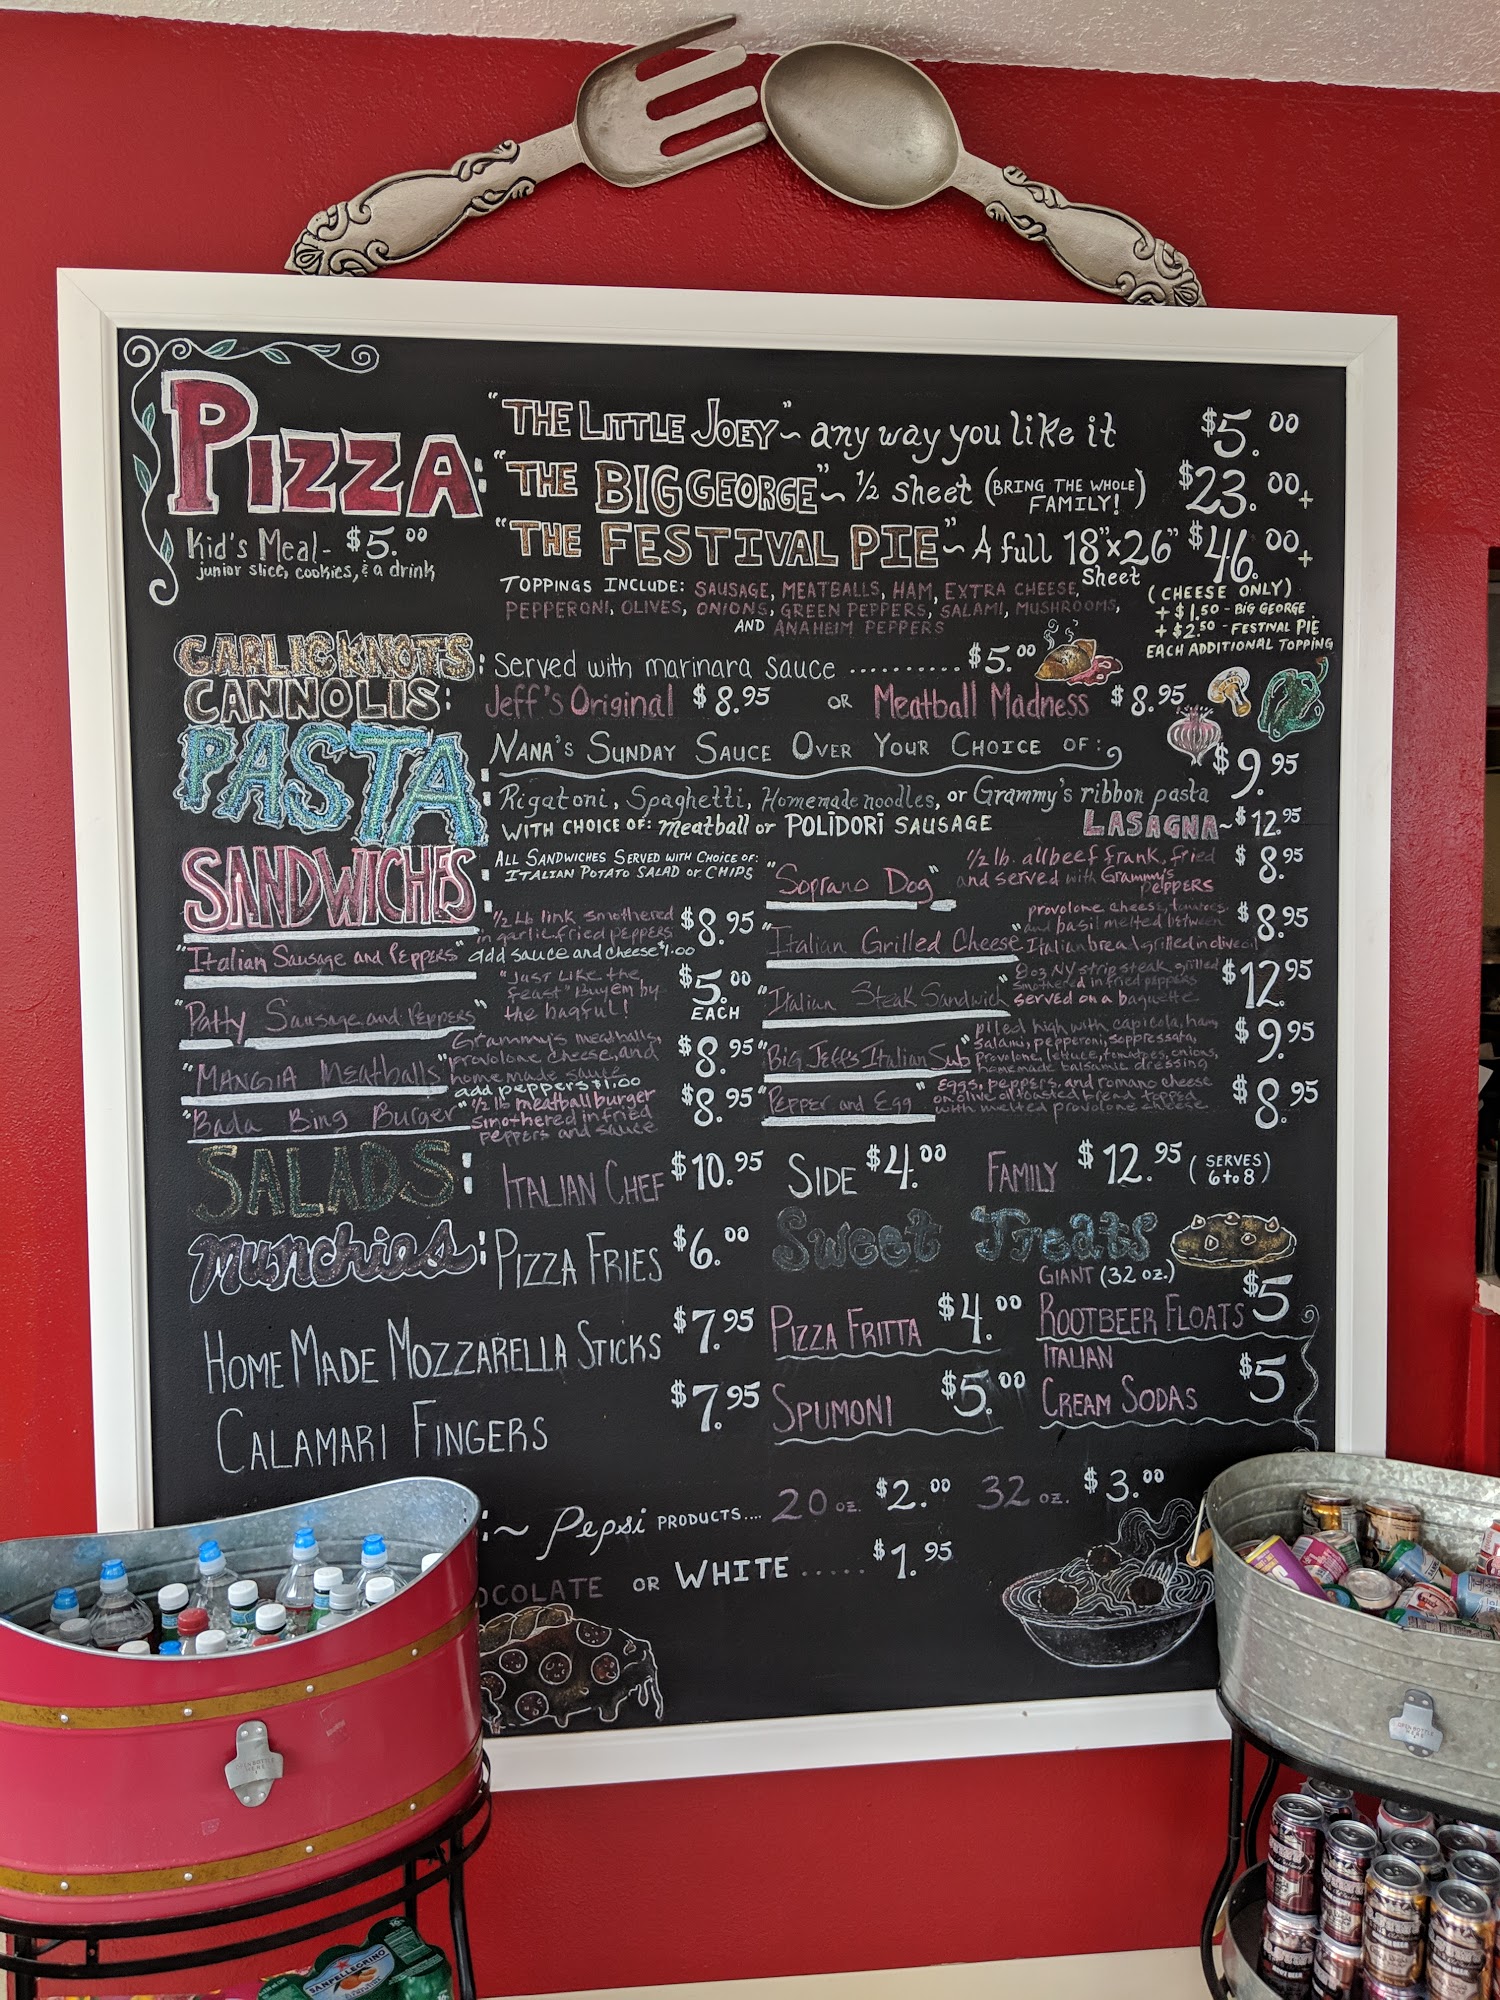 PIZZA:
"THE LITTLE JOEY" ~ any way you like it $5.00
"THE BIG GEORGE" ~ 1/2 sheet (BRING THE WHOLE FAMILY!) $23.00+
"THE FESTIVAL PIE" ~ A full 18"x26" sheet $46.00+
Kid's Meal - $5.00
junior slice, cookies, & a drink
TOPPINGS INCLUDE: SAUSAGE, MEATBALLS, HAM, EXTRA CHEESE,
PEPPERONI, OLIVES, ONIONS, GREEN PEPPERS, SALAMI, MUSHROOMS,
AND ANAHEIM PEPPERS
(CHEESE ONLY)
+ $1.50 - BIG GEORGE
+ $2.50 - FESTIVAL PIE
EACH ADDITIONAL TOPPING
GARLIC KNOTS: Served with marinara sauce .......... $5.00
CANNOLIS: Jeff's Original $8.95 OR Meatball Madness $8.95
PASTA:
NANA'S SUNDAY SAUCE OVER YOUR CHOICE OF: $9.95
Rigatoni, Spaghetti, Homemade noodles, or Grammy's ribbon pasta
WITH CHOICE OF: meatball or POLIDORI SAUSAGE
LASAGNA ~ $12.95
SANDWICHES:
ALL SANDWICHES SERVED WITH CHOICE OF:
ITALIAN POTATO SALAD or CHIPS
"Italian Sausage and Peppers"
1/2 Lb link smothered
in garlic fried peppers $8.95
add sauce and cheese $1.00
"Patty Sausage and Peppers"
"Just like the
feast" Buy em by
the bagful! $5.00 EACH
"MANGIA Meatballs"
Grammy's meatballs,
provolone cheese, and
home made sauce $8.95
add peppers $1.00
"Bada Bing Burger"
1/2 lb meatball burger
smothered in fried
peppers and sauce $8.95
"Soprano Dog"
1/2 lb. all beef frank, fried
and served with Grammy's
peppers $8.95
"Italian Grilled Cheese"
provolone cheese, tomatoes
and basil melted between
Italian bread grilled in olive oil $8.95
"Italian Steak Sandwich"
8oz NY strip steak grilled
smothered in fried peppers
served on a baguette $12.95
"Big Jeff's Italian Sub"
piled high with capicola, ham,
salami, pepperoni, soppressata,
provolone, lettuce, tomatoes, onions,
homemade balsamic dressing $9.95
"Pepper and Egg"
Eggs, peppers, and romano cheese
on olive oil toasted bread topped
with melted provolone cheese $8.95
SALADS: ITALIAN CHEF $10.95 SIDE $4.00 FAMILY $12.95 (SERVES 6 to 8)
munchies: PIZZA FRIES $6.00
HOME MADE MOZZARELLA STICKS $7.95
CALAMARI FINGERS $7.95
Sweet Treats
PIZZA FRITTA $4.00
SPUMONI $5.00
GIANT (32 oz.)
ROOTBEER FLOATS $5
ITALIAN
CREAM SODAS $5
:~ Pepsi PRODUCTS.... 20 oz. $2.00 32 oz. $3.00
OCOLATE OR WHITE ..... $1.95
OPEN BOTTLE HERE
SANPELLEGRINO